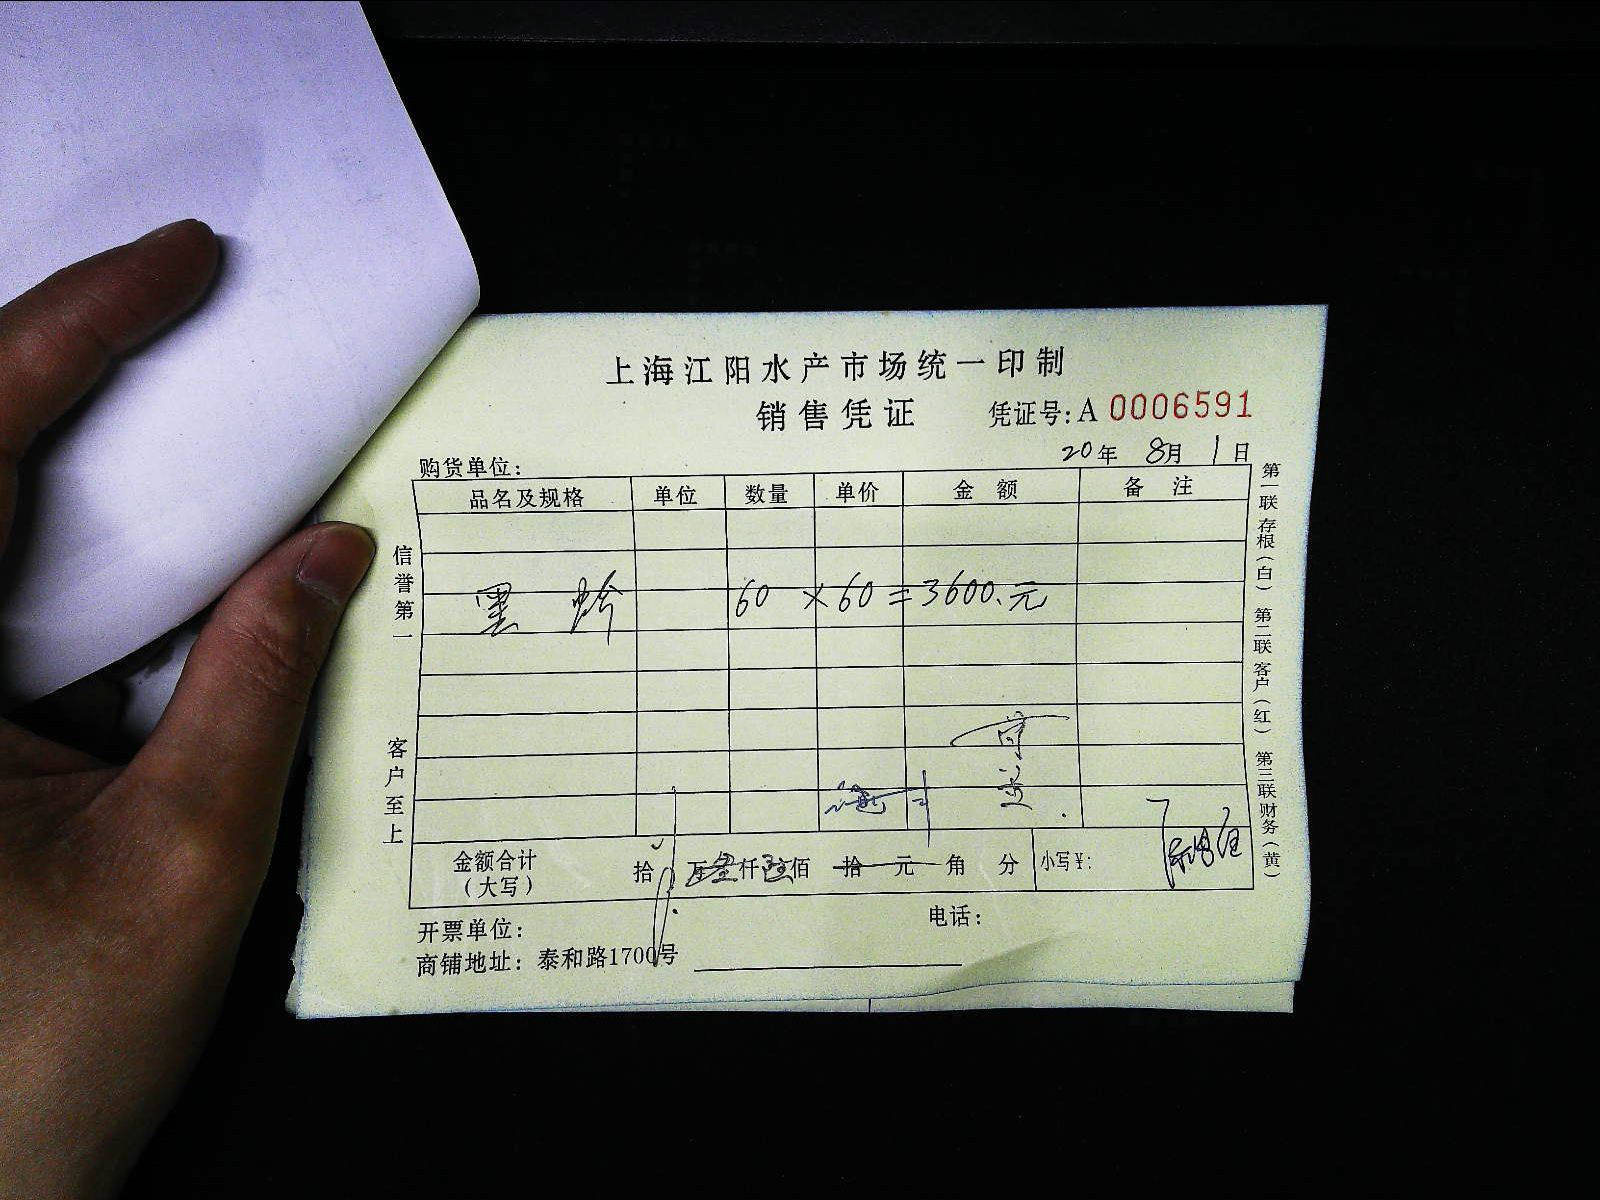 上海江阳水产市场统一印制
销售凭证
凭证号:A 0006591
20年 8月 1日
购货单位:
品名及规格 单位 数量 单价 金额 备注
黑 蛉 60 × 60 = 3600.元
金额合计(大写) 拾 万叁仟陆佰 拾 元 角 分 小写¥:
开票单位: 电话:
商铺地址: 泰和路1700号
信誉第一
客户至上
第一联存根(白) 第二联客户(红) 第三联财务(黄)